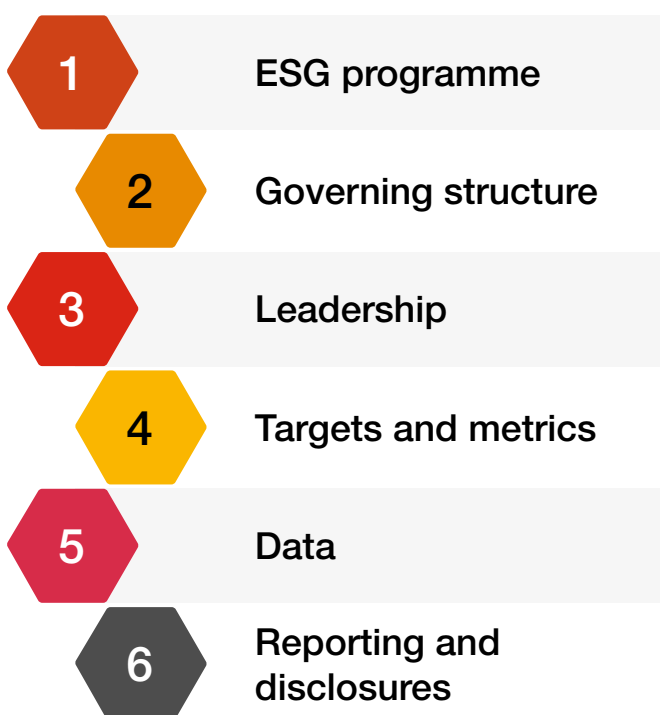 1 ESG programme
2 Governing structure
3 Leadership
4 Targets and metrics
5 Data
6 Reporting and
disclosures